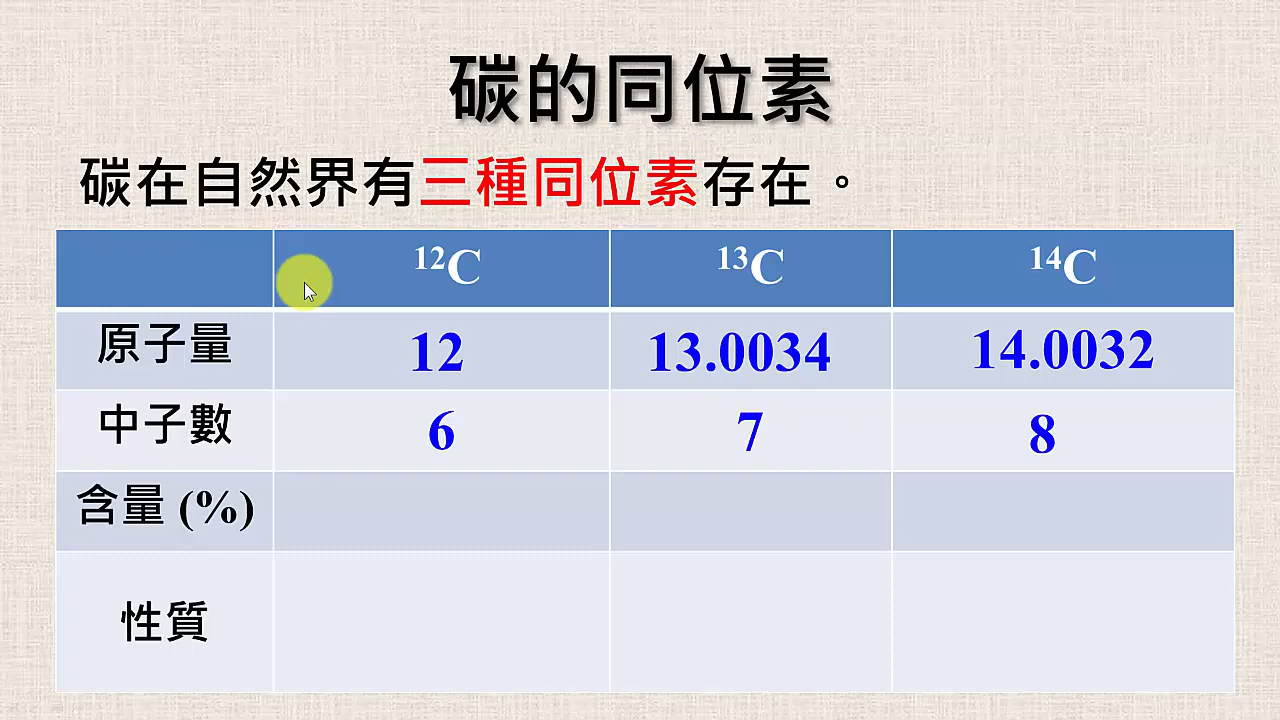 碳的同位素
碳在自然界有三種同位素存在。
¹²C ¹³C ¹⁴C
原子量 12 13.0034 14.0032
中子數 6 7 8
含量 (%)
性質